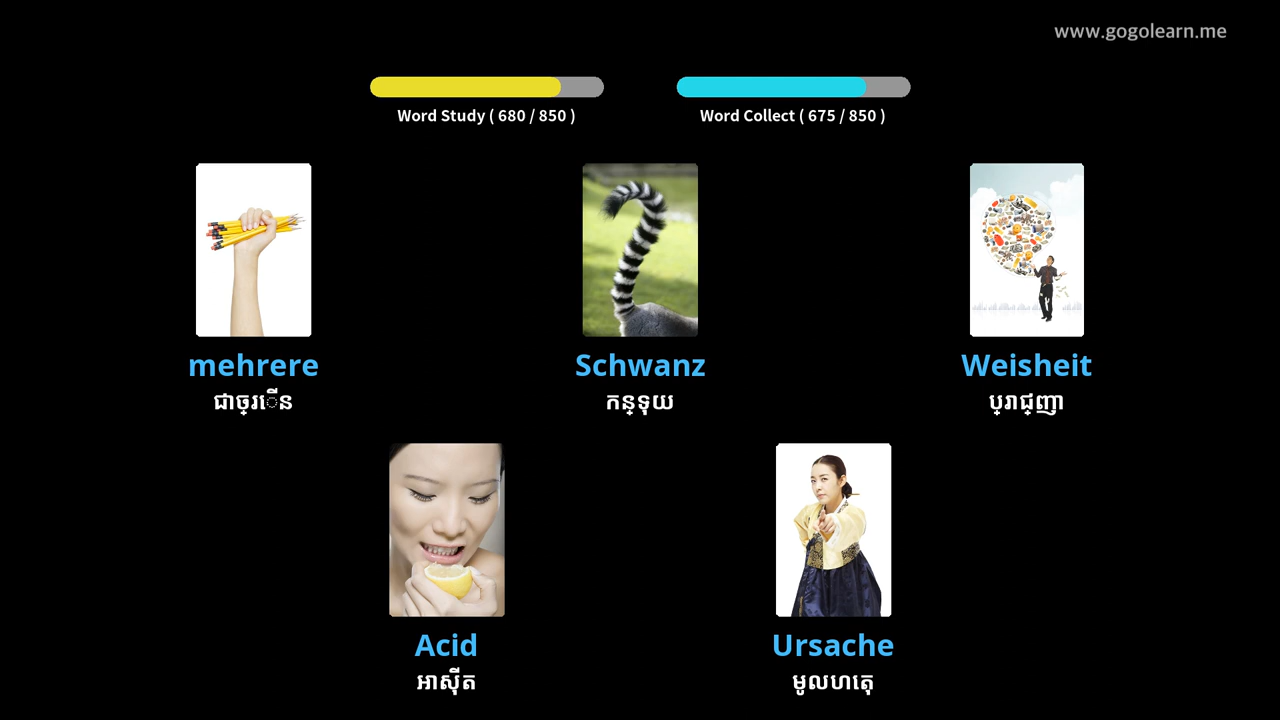 www.gogolearn.me
Word Study ( 680 / 850 )
Word Collect ( 675 / 850 )
mehrere
ជាច្រើន
Schwanz
កន្ទុយ
Weisheit
ប្រាជ្ញា
Acid
អាស៊ីត
Ursache
មូលហេតុ